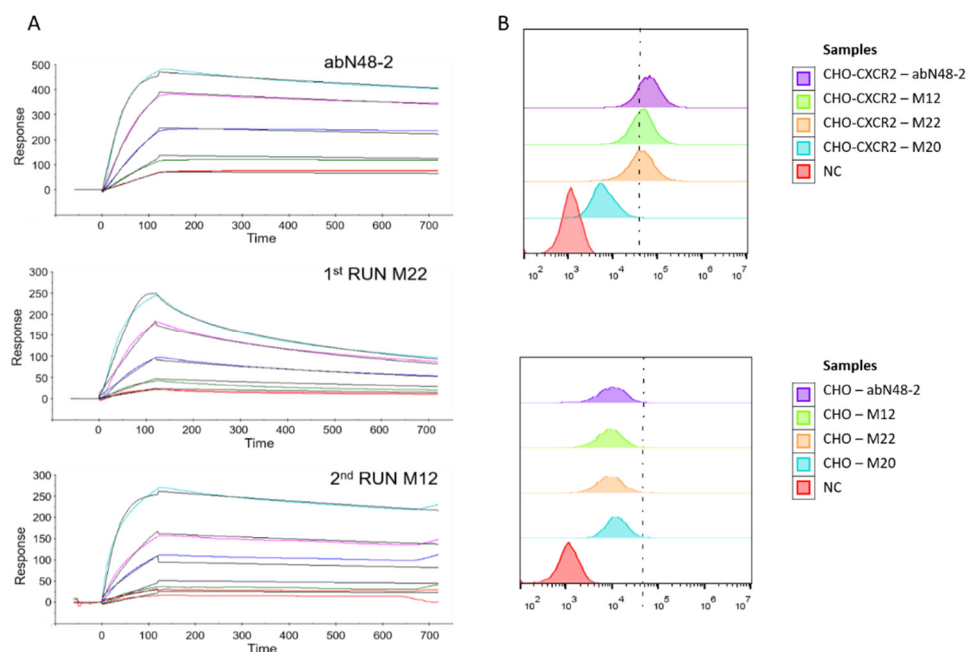 A
abN48-2
500
400
300
200
100
0
Response
0
100
200
300
400
500
600
700
Time
1st RUN M22
300
250
200
150
100
50
0
Response
0
100
200
300
400
500
600
700
Time
2nd RUN M12
300
250
200
150
100
50
0
Response
0
100
200
300
400
500
600
700
Time
B
Samples
CHO-CXCR2 – abN48-2
CHO-CXCR2 – M12
CHO-CXCR2 – M22
CHO-CXCR2 – M20
NC
10² 10³ 10⁴ 10⁵ 10⁶ 10⁷
Samples
CHO – abN48-2
CHO – M12
CHO – M22
CHO – M20
NC
10² 10³ 10⁴ 10⁵ 10⁶ 10⁷